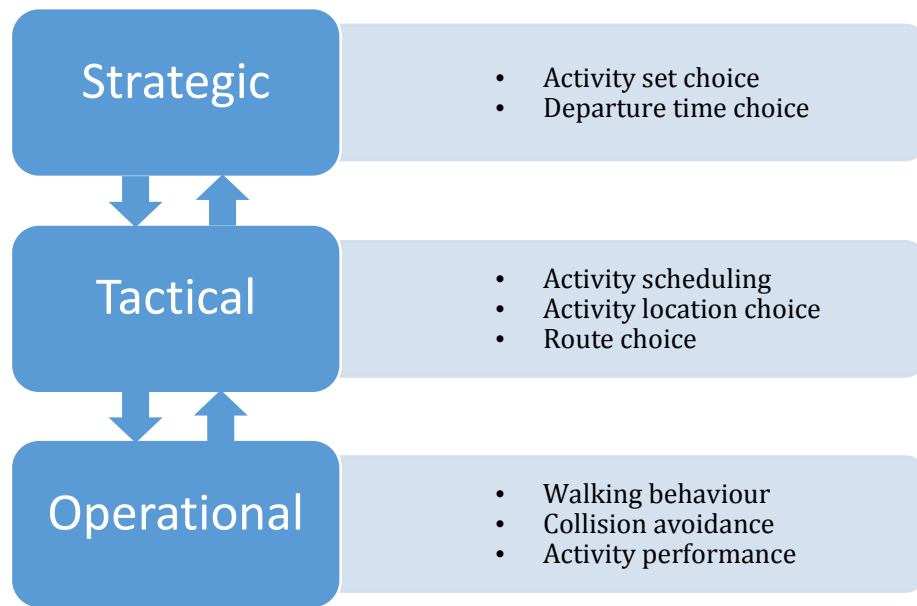 Strategic
• Activity set choice
• Departure time choice
Tactical
• Activity scheduling
• Activity location choice
• Route choice
Operational
• Walking behaviour
• Collision avoidance
• Activity performance